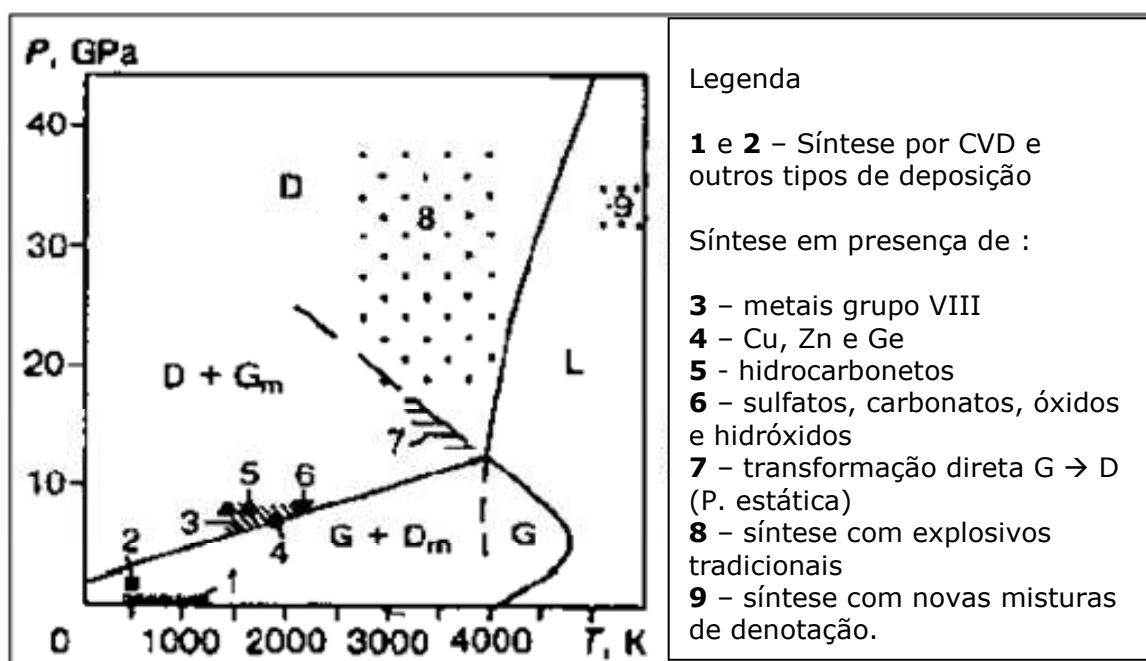 P, GPa
40
30
20
10
0
1000
2000
3000
4000
T, K
D
8
9
L
D + Gm
7
5
6
3
4
2
1
G + Dm
G
Legenda
1 e 2 – Síntese por CVD e
outros tipos de deposição
Síntese em presença de :
3 – metais grupo VIII
4 – Cu, Zn e Ge
5 - hidrocarbonetos
6 – sulfatos, carbonatos, óxidos
e hidróxidos
7 – transformação direta G → D
(P. estática)
8 – síntese com explosivos
tradicionais
9 – síntese com novas misturas
de denotação.